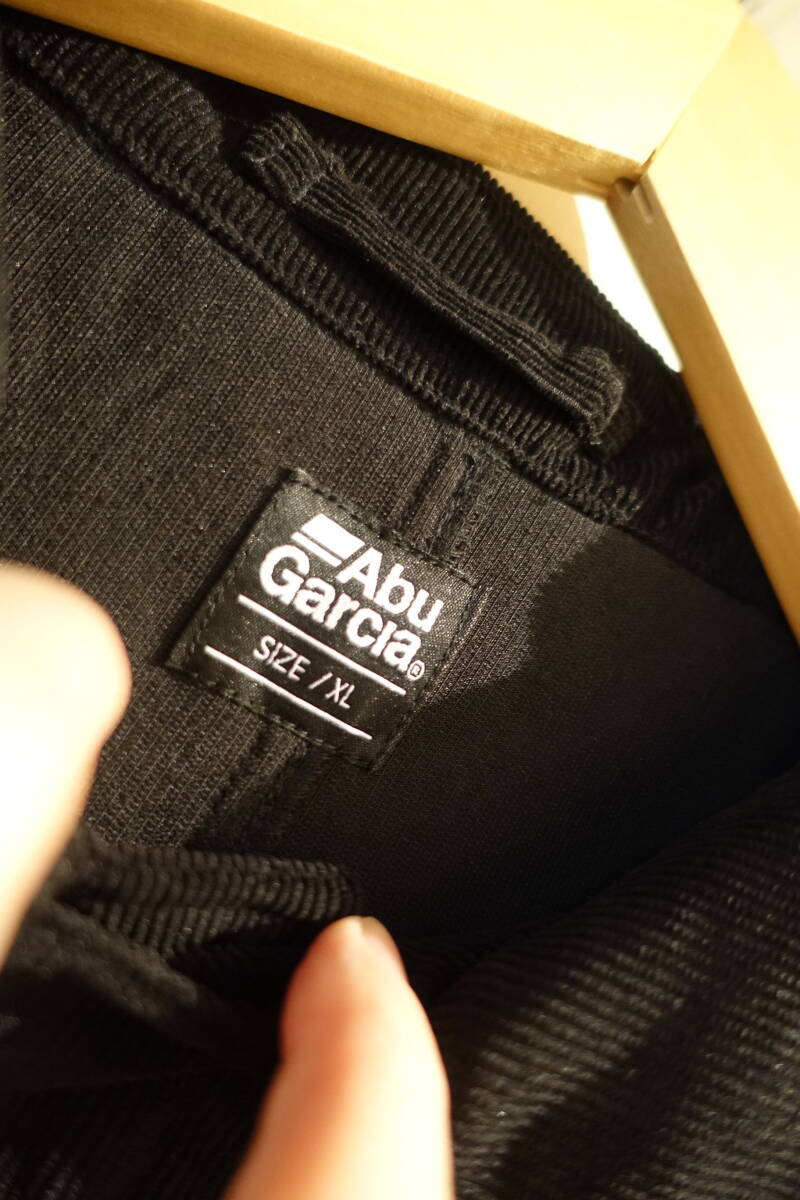 Abu
Garcia®
SIZE / XL